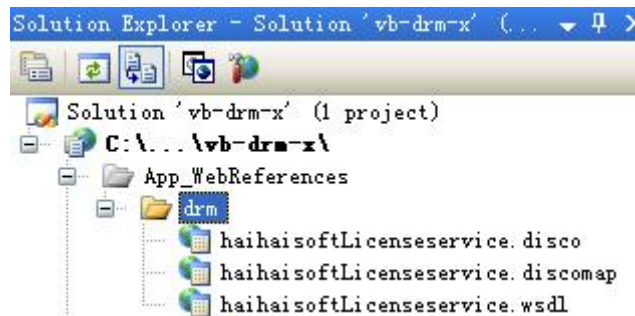 Solution Explorer - Solution 'vb-drm-x' (...
Solution 'vb-drm-x' (1 project)
C:\...\vb-drm-x\
App_WebReferences
drm
haihaisoftLicenseservice.disco
haihaisoftLicenseservice.discomap
haihaisoftLicenseservice.wsdl